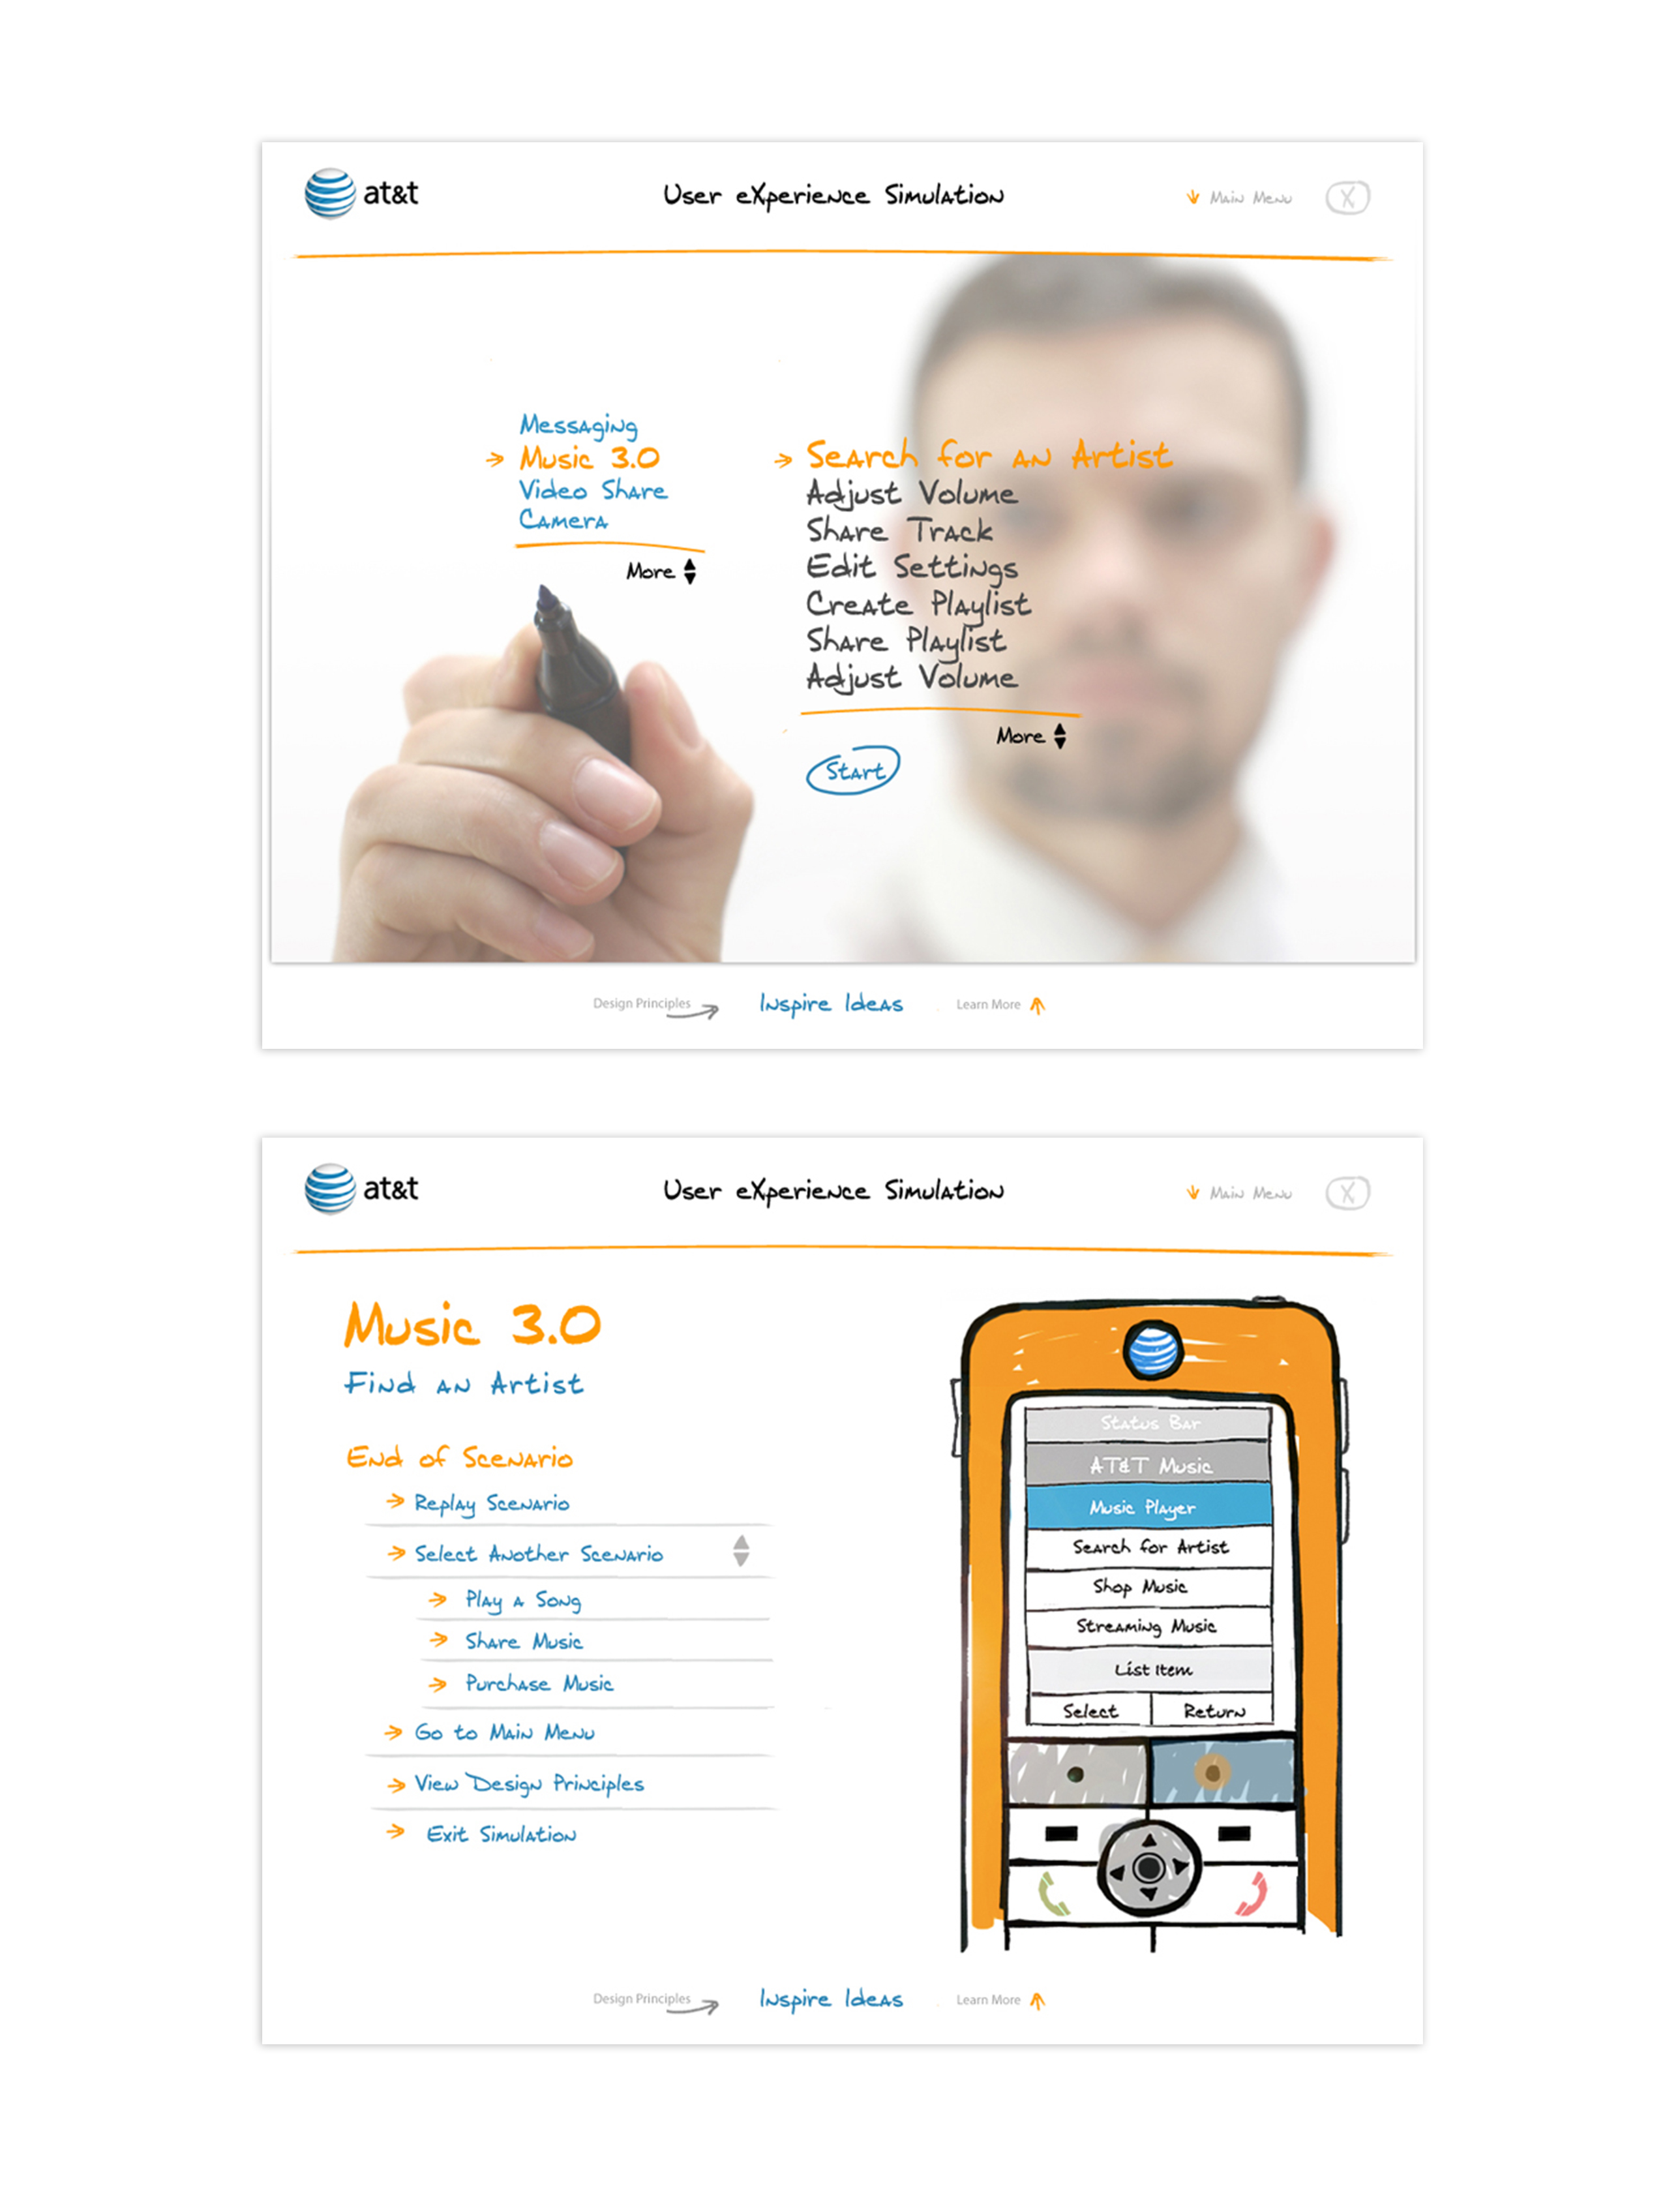 at&t
User eXperience Simulation
Main Menu
X
Messaging
Music 3.0
Video Share
Camera
More
Search for an Artist
Adjust Volume
Share Track
Edit Settings
Create Playlist
Share Playlist
Adjust Volume
More
Start
Design Principles
Inspire Ideas
Learn More
at&t
User eXperience Simulation
Main Menu
X
Music 3.0
Find an Artist
End of Scenario
Replay Scenario
Select Another Scenario
Play a Song
Share Music
Purchase Music
Go to Main Menu
View Design Principles
Exit Simulation
Status Bar
AT&T Music
Music Player
Search for Artist
Shop Music
Streaming Music
List Item
Select
Return
Design Principles
Inspire Ideas
Learn More